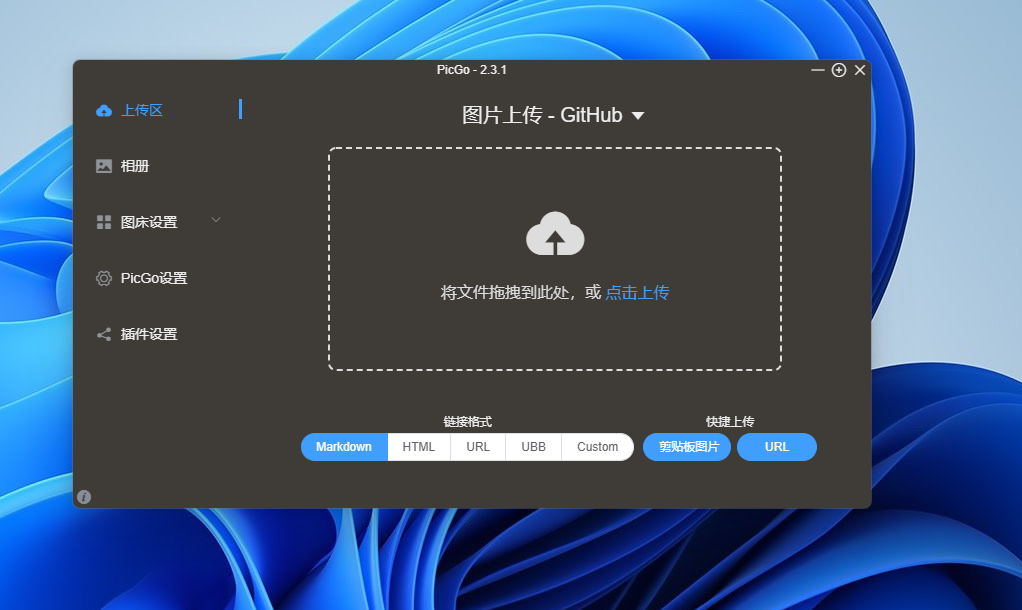 PicGo - 2.3.1
上传区
相册
图床设置
PicGo设置
插件设置
图片上传 - GitHub
将文件拖拽到此处，或 点击上传
链接格式
Markdown HTML URL UBB Custom
快捷上传
剪贴板图片 URL